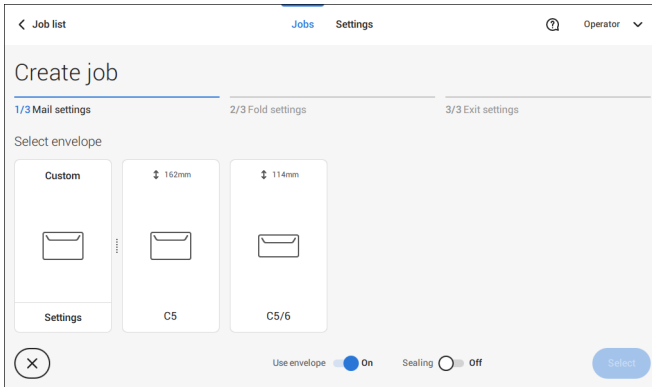 Job list
Jobs
Settings
Operator
Create job
1/3 Mail settings
2/3 Fold settings
3/3 Exit settings
Select envelope
Custom
162mm
114mm
Settings
C5
C5/6
Use envelope
On
Sealing
Off
Select